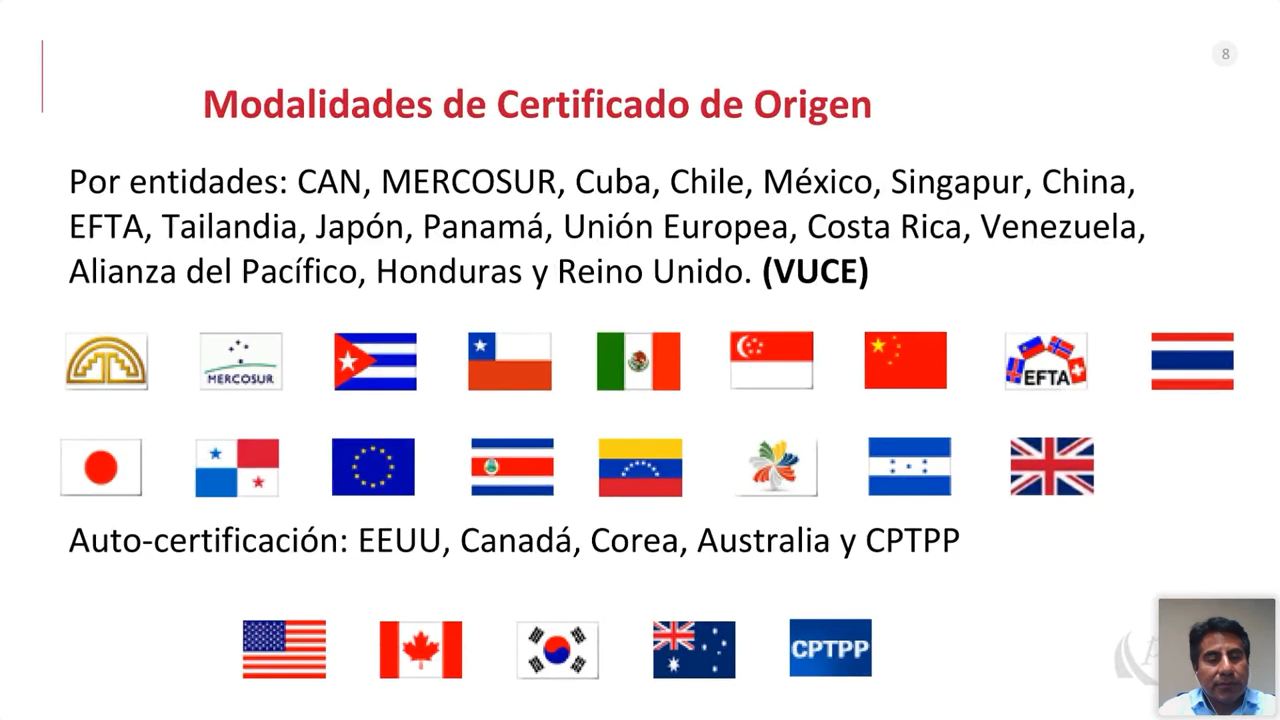 8
Modalidades de Certificado de Origen
Por entidades: CAN, MERCOSUR, Cuba, Chile, México, Singapur, China,
EFTA, Tailandia, Japón, Panamá, Unión Europea, Costa Rica, Venezuela,
Alianza del Pacífico, Honduras y Reino Unido. (VUCE)
MERCOSUR
EFTA
Auto-certificación: EEUU, Canadá, Corea, Australia y CPTPP
CPTPP